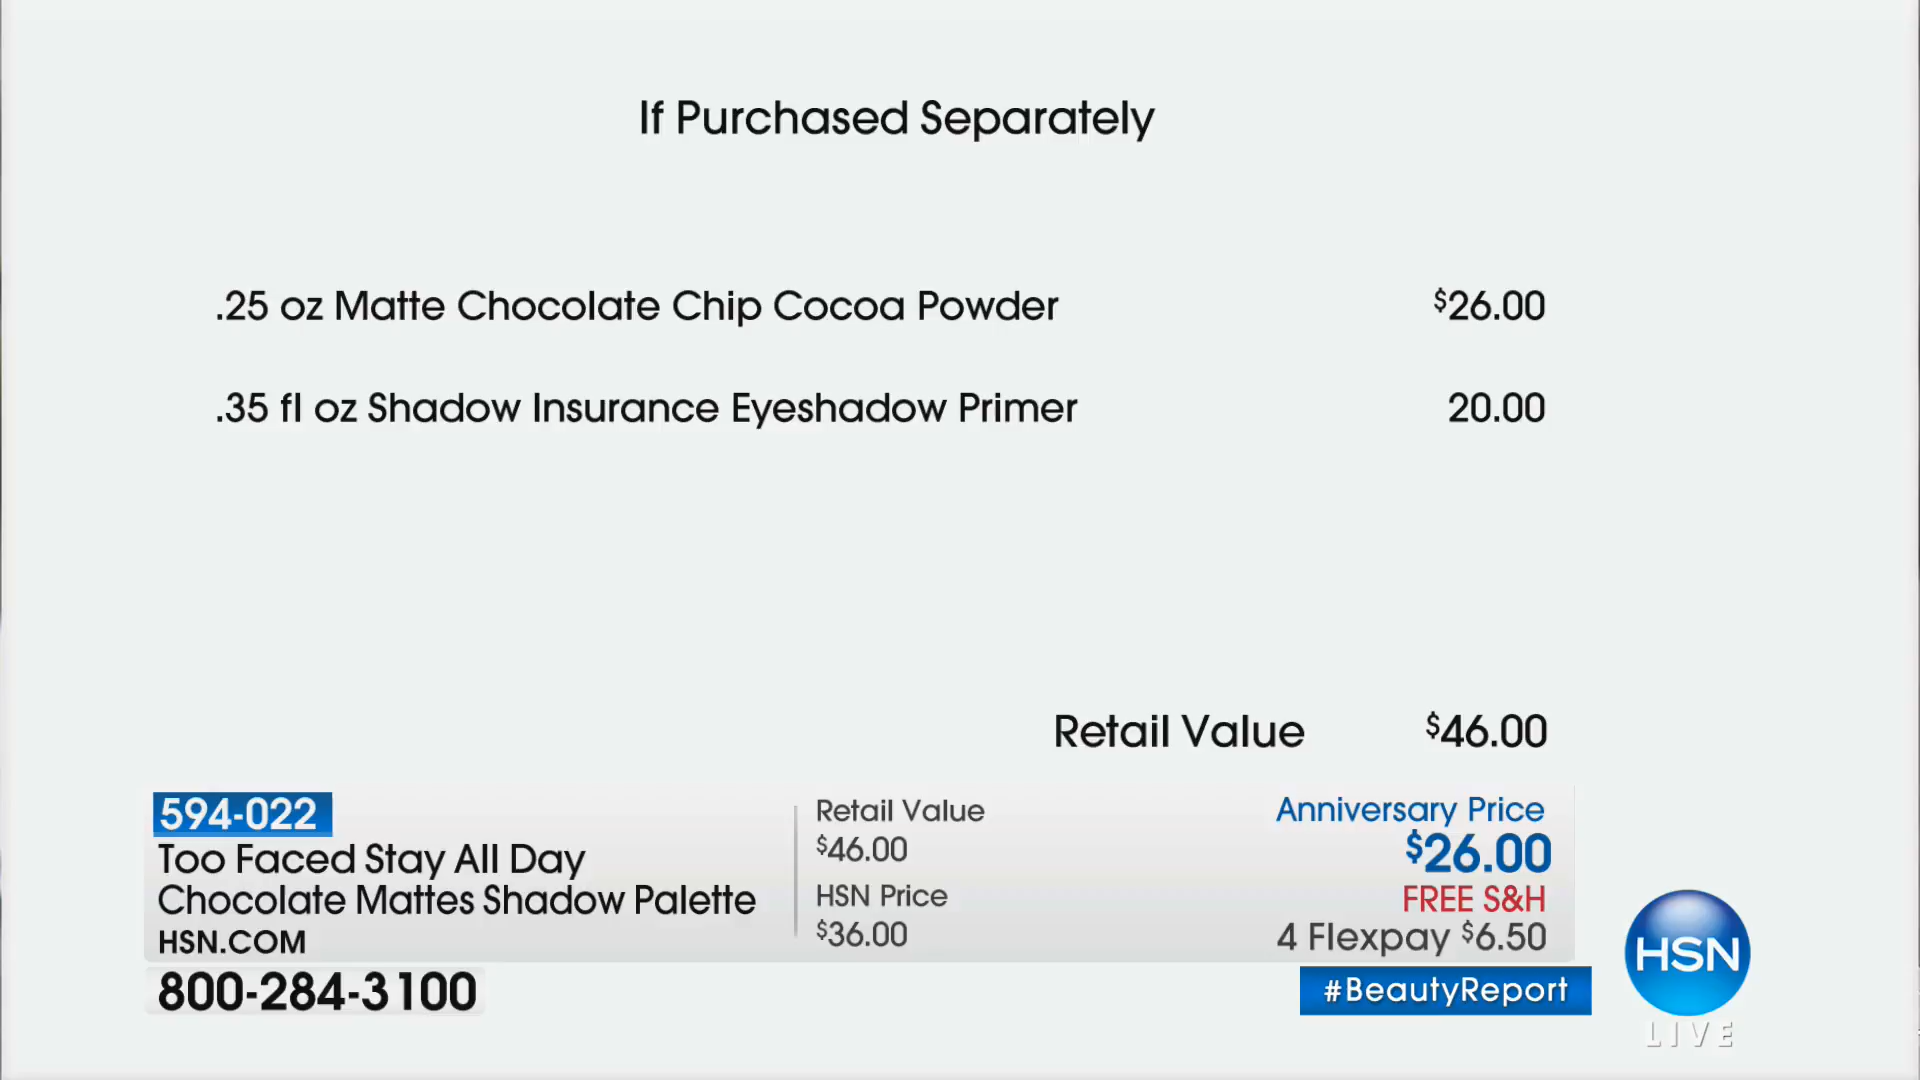 If Purchased Separately
.25 oz Matte Chocolate Chip Cocoa Powder $26.00
.35 fl oz Shadow Insurance Eyeshadow Primer 20.00
Retail Value $46.00
594-022
Too Faced Stay All Day
Chocolate Mattes Shadow Palette
HSN.COM
800-284-3100
Retail Value
$46.00
HSN Price
$36.00
Anniversary Price
$26.00
FREE S&H
4 Flexpay $6.50
#BeautyReport
HSN
LIVE